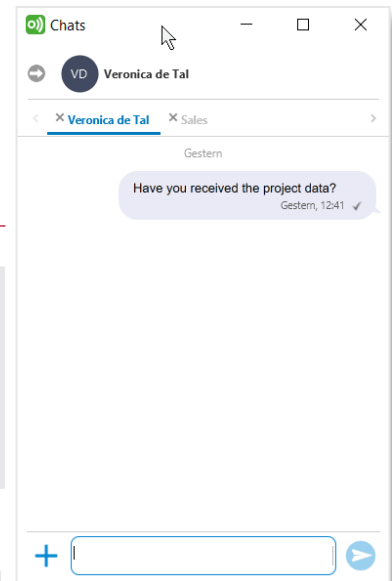 Chats
VD Veronica de Tal
Veronica de Tal Sales
Gestern
Have you received the project data?
Gestern, 12:41